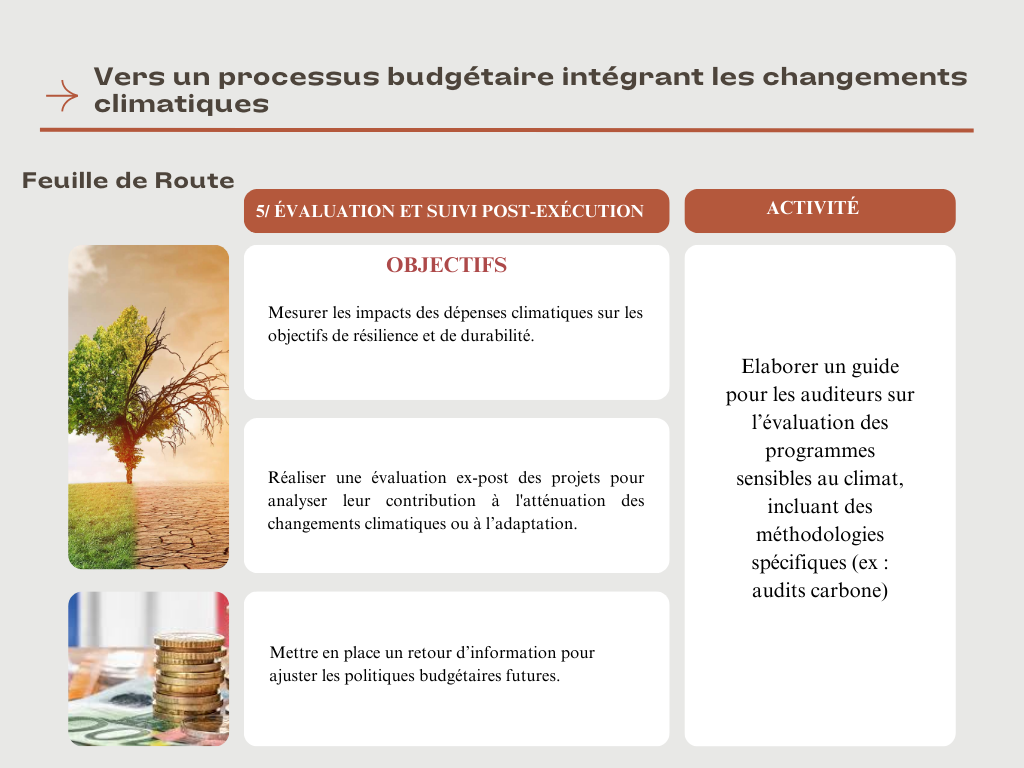 Vers un processus budgétaire intégrant les changements
climatiques
Feuille de Route
5/ ÉVALUATION ET SUIVI POST-EXÉCUTION
OBJECTIFS
Mesurer les impacts des dépenses climatiques sur les
objectifs de résilience et de durabilité.
Réaliser une évaluation ex-post des projets pour
analyser leur contribution à l'atténuation des
changements climatiques ou à l’adaptation.
Mettre en place un retour d’information pour
ajuster les politiques budgétaires futures.
ACTIVITÉ
Elaborer un guide
pour les auditeurs sur
l’évaluation des
programmes
sensibles au climat,
incluant des
méthodologies
spécifiques (ex :
audits carbone)